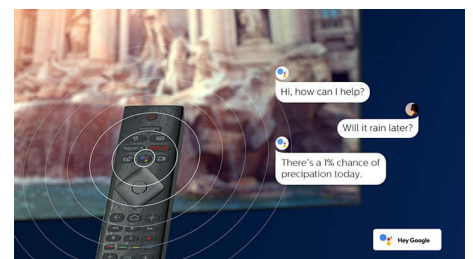 Hi, how can I help?
Will it rain later?
There's a 1% chance of
precipation today.
Hey Google